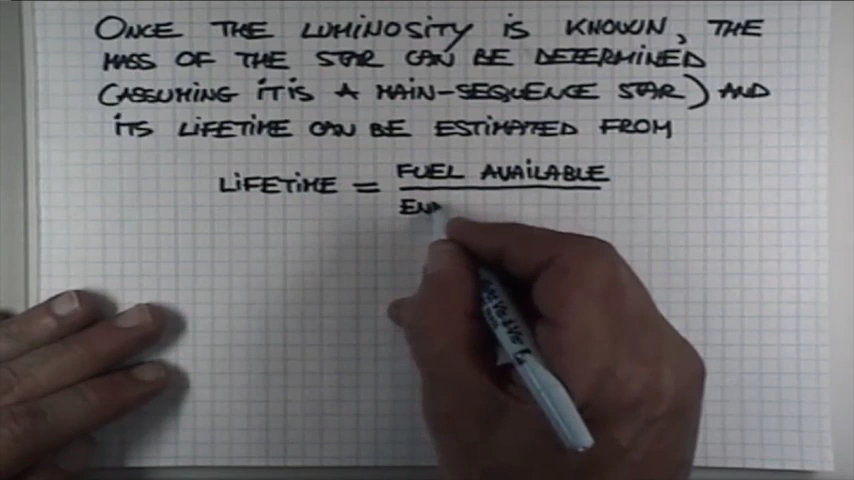 ONCE THE LUMINOSITY IS KNOWN, THE
MASS OF THE STAR CAN BE DETERMINED
(ASSUMING IT IS A MAIN-SEQUENCE STAR) AND
ITS LIFETIME CAN BE ESTIMATED FROM
LIFETIME = FUEL AVAILABLE
EN